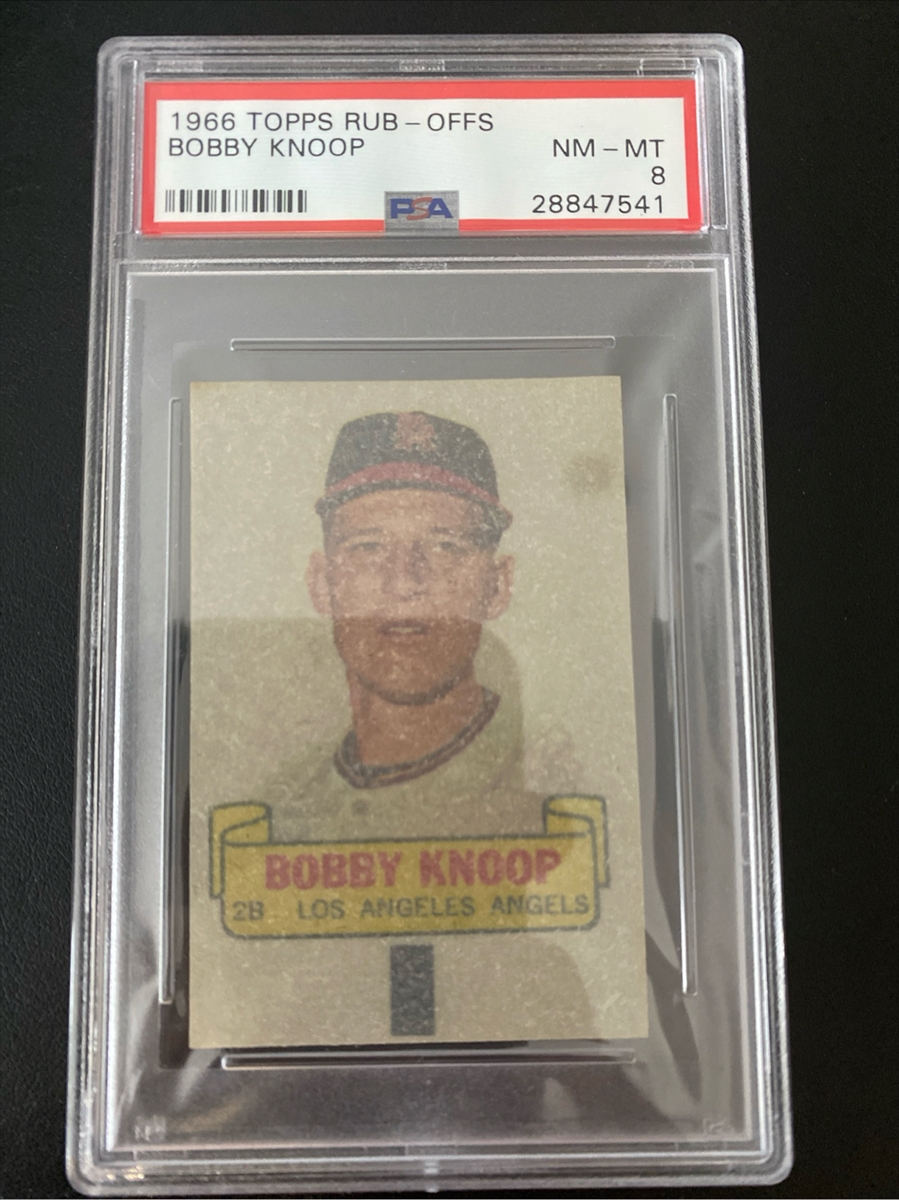 1966 TOPPS RUB-OFFS
BOBBY KNOOP NM-MT
8
PSA 28847541
BOBBY KNOOP
2B LOS ANGELES ANGELS